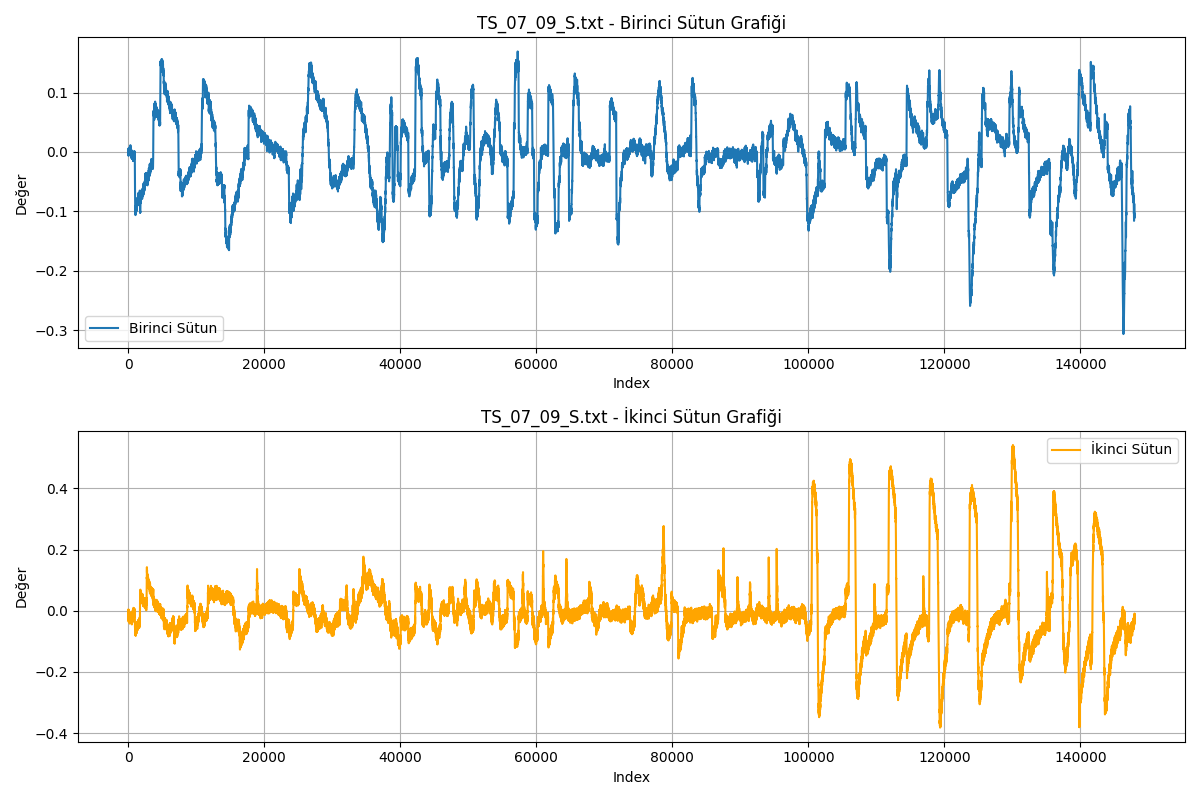 TS_07_09_S.txt - Birinci Sütun Grafiği
Değer
0.1
0.0
−0.1
−0.2
−0.3
Birinci Sütun
0 20000 40000 60000 80000 100000 120000 140000
Index
TS_07_09_S.txt - İkinci Sütun Grafiği
Değer
0.4
0.2
0.0
−0.2
−0.4
İkinci Sütun
0 20000 40000 60000 80000 100000 120000 140000
Index